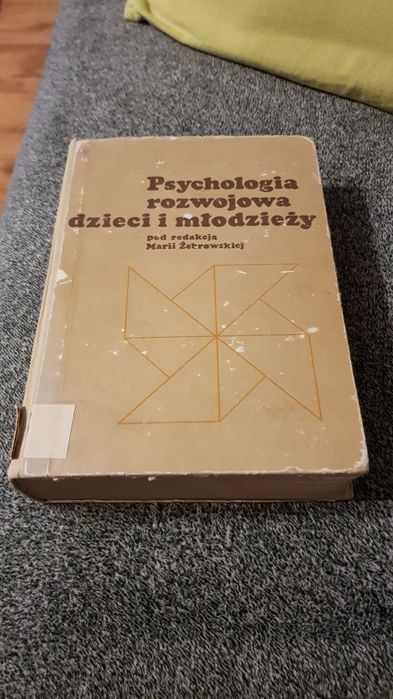 Psychologia
rozwojowa
dzieci i młodzieży
pod redakcją
Marii Żebrowskiej